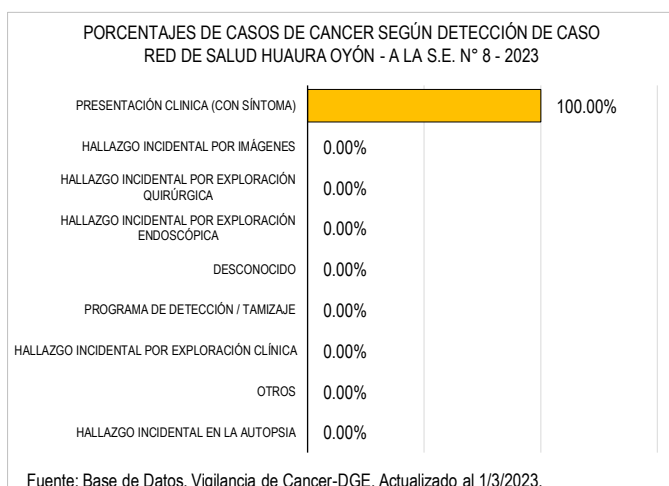 PORCENTAJES DE CASOS DE CANCER SEGÚN DETECCIÓN DE CASO
RED DE SALUD HUAURA OYÓN - A LA S.E. N° 8 - 2023
PRESENTACIÓN CLINICA (CON SÍNTOMA) 100.00%
HALLAZGO INCIDENTAL POR IMÁGENES 0.00%
HALLAZGO INCIDENTAL POR EXPLORACIÓN
QUIRÚRGICA 0.00%
HALLAZGO INCIDENTAL POR EXPLORACIÓN
ENDOSCÓPICA 0.00%
DESCONOCIDO 0.00%
PROGRAMA DE DETECCIÓN / TAMIZAJE 0.00%
HALLAZGO INCIDENTAL POR EXPLORACIÓN CLÍNICA 0.00%
OTROS 0.00%
HALLAZGO INCIDENTAL EN LA AUTOPSIA 0.00%
Fuente: Base de Datos. Vigilancia de Cancer-DGE. Actualizado al 1/3/2023.